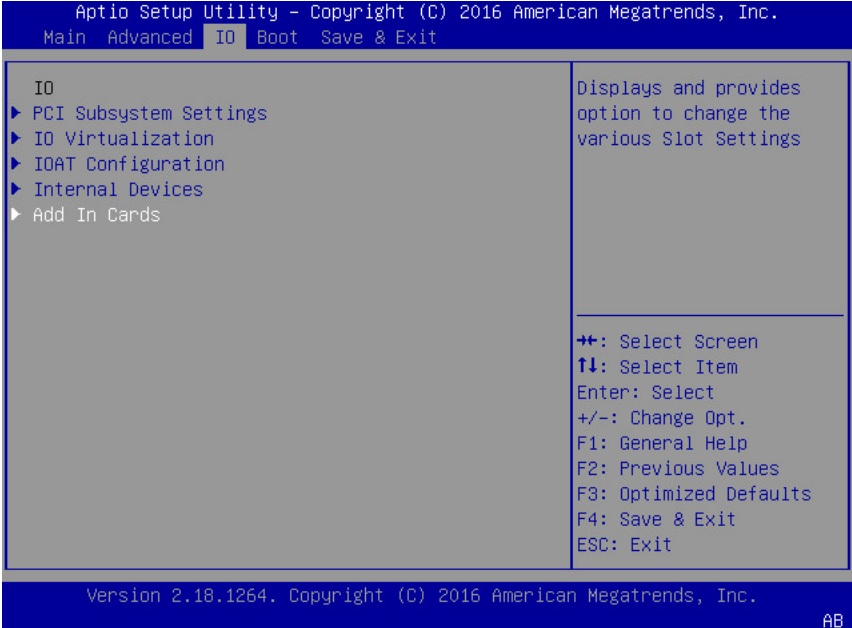 Aptio Setup Utility – Copyright (C) 2016 American Megatrends, Inc.
Main Advanced IO Boot Save & Exit
IO
PCI Subsystem Settings
IO Virtualization
IOAT Configuration
Internal Devices
Add In Cards
Displays and provides
option to change the
various Slot Settings
→←: Select Screen
↑↓: Select Item
Enter: Select
+/-: Change Opt.
F1: General Help
F2: Previous Values
F3: Optimized Defaults
F4: Save & Exit
ESC: Exit
Version 2.18.1264. Copyright (C) 2016 American Megatrends, Inc.
AB